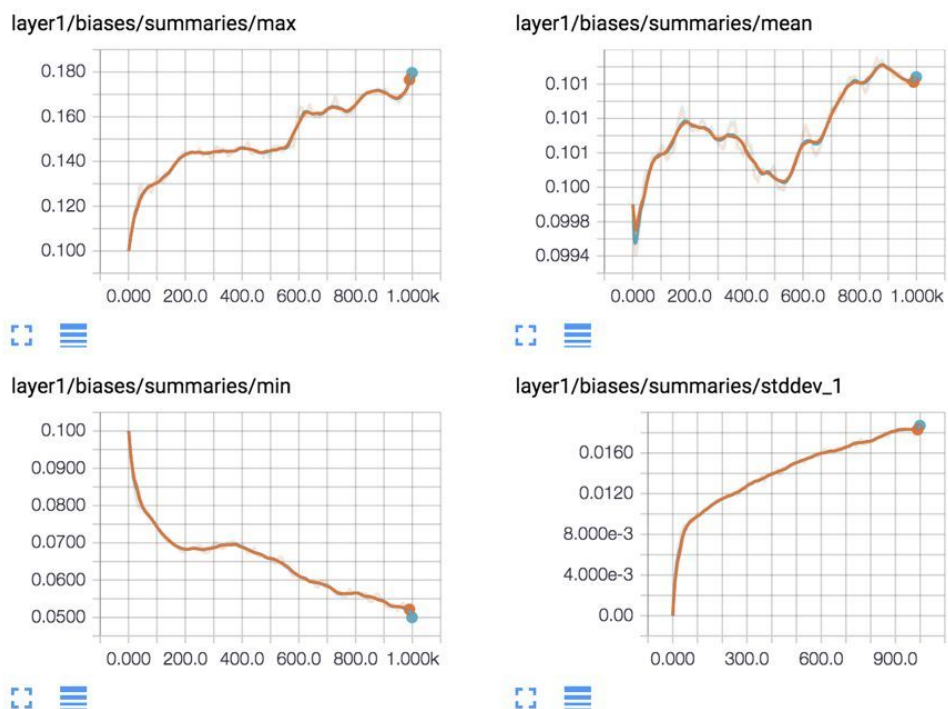 layer1/biases/summaries/max
0.180
0.160
0.140
0.120
0.100
0.000 200.0 400.0 600.0 800.0 1.000k
layer1/biases/summaries/mean
0.101
0.101
0.101
0.100
0.0998
0.0994
0.000 200.0 400.0 600.0 800.0 1.000k
layer1/biases/summaries/min
0.100
0.0900
0.0800
0.0700
0.0600
0.0500
0.000 200.0 400.0 600.0 800.0 1.000k
layer1/biases/summaries/stddev_1
0.0160
0.0120
8.000e-3
4.000e-3
0.00
0.000 300.0 600.0 900.0